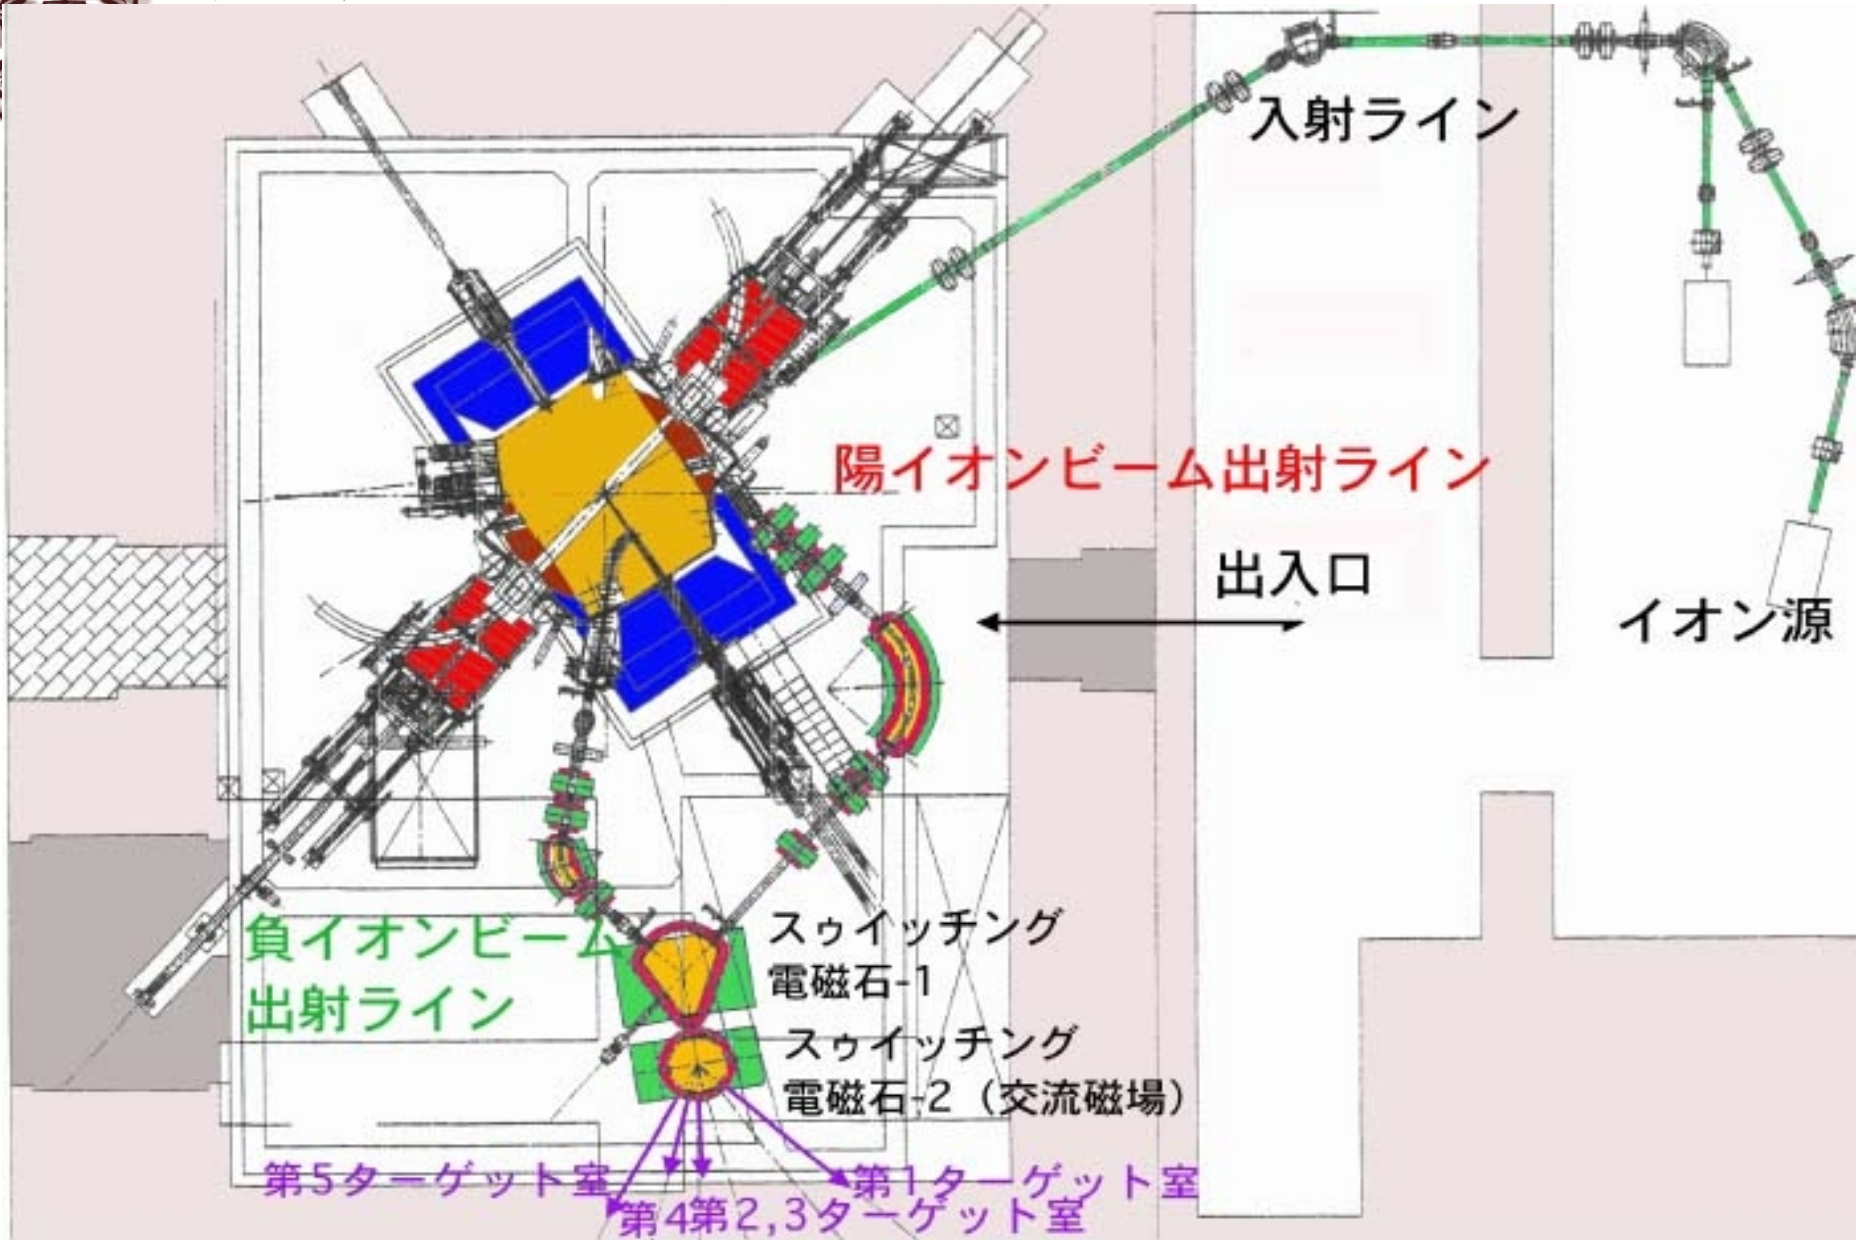 入射ライン
陽イオンビーム出射ライン
出入口
イオン源
負イオンビーム
出射ライン
スゥイッチング
電磁石-1
スゥイッチング
電磁石-2（交流磁場）
第5ターゲット室
第1ターゲット室
第4
第2,3ターゲット室